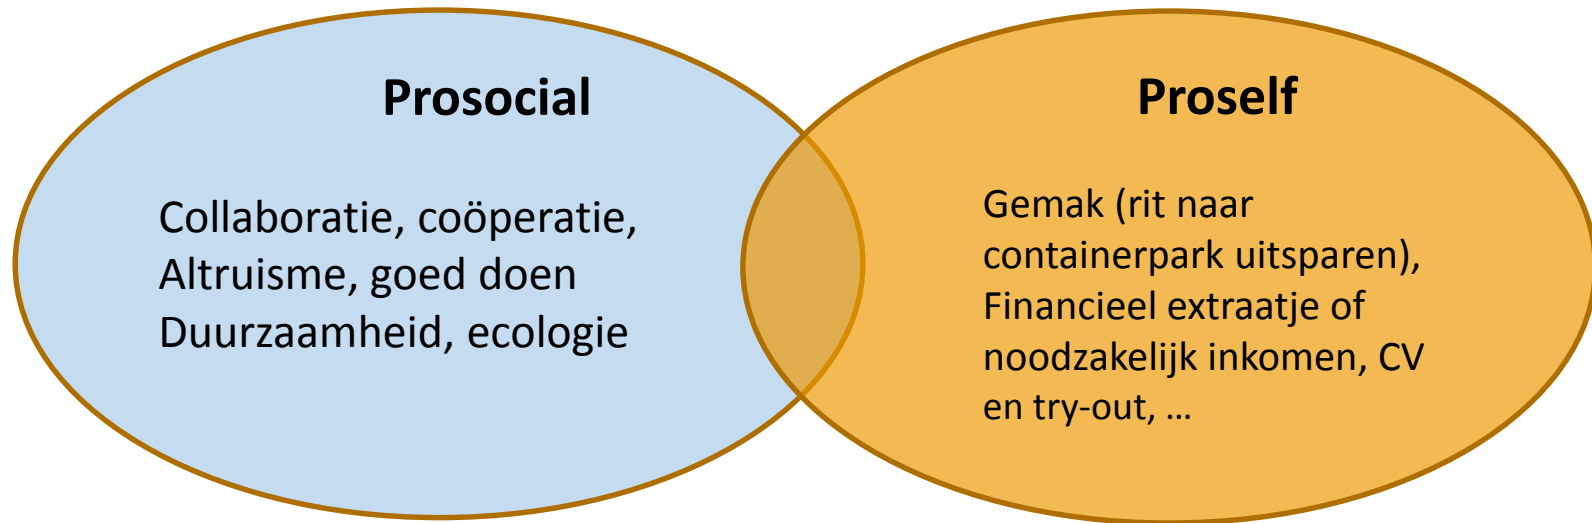 Prosocial
Collaboratie, coöperatie,
Altruisme, goed doen
Duurzaamheid, ecologie
Proself
Gemak (rit naar
containerpark uitsparen),
Financieel extraatje of
noodzakelijk inkomen, CV
en try-out, ...